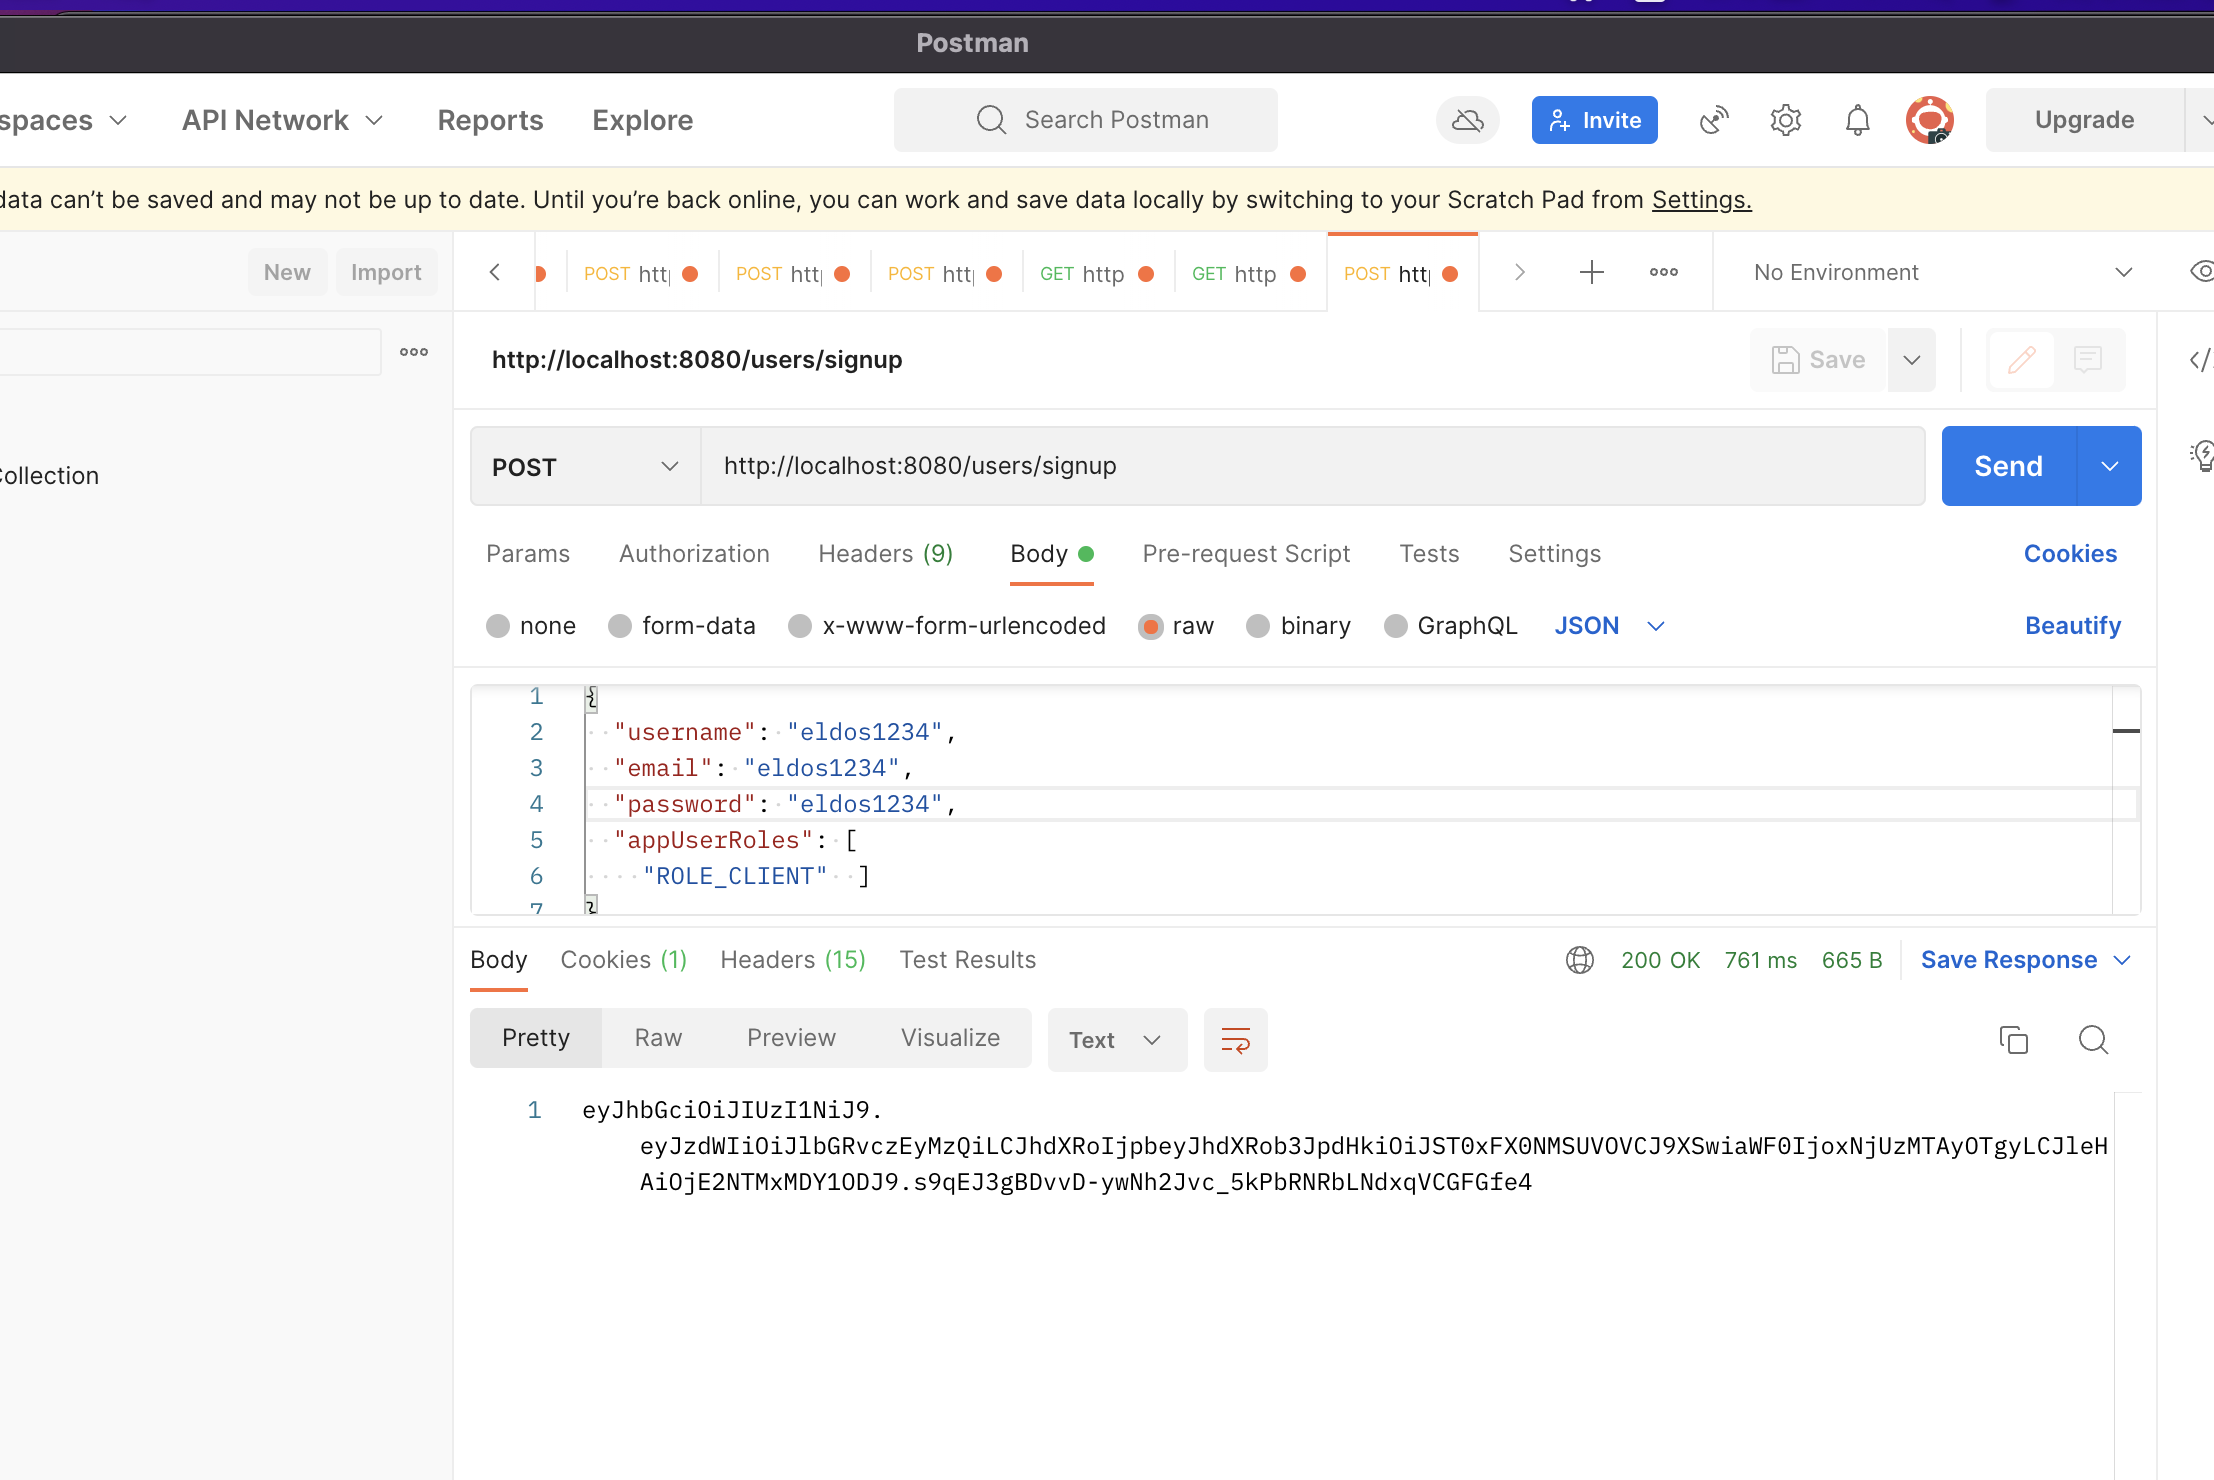 Postman
spaces
API Network
Reports
Explore
Search Postman
Invite
Upgrade
data can’t be saved and may not be up to date. Until you’re back online, you can work and save data locally by switching to your Scratch Pad from Settings.
New
Import
POST htt
POST htt
POST htt
GET http
GET http
POST htt
No Environment
http://localhost:8080/users/signup
Save
Collection
POST
http://localhost:8080/users/signup
Send
Params
Authorization
Headers (9)
Body
Pre-request Script
Tests
Settings
Cookies
none
form-data
x-www-form-urlencoded
raw
binary
GraphQL
JSON
Beautify
1 {
2 "username": "eldos1234",
3 "email": "eldos1234",
4 "password": "eldos1234",
5 "appUserRoles": [
6 "ROLE_CLIENT" ]
7 }
Body
Cookies (1)
Headers (15)
Test Results
200 OK
761 ms
665 B
Save Response
Pretty
Raw
Preview
Visualize
Text
1 eyJhbGciOiJIUzI1NiJ9.
eyJzdWIiOiJlbGRvczEyMzQiLCJhdXRoIjpbeyJhdXRob3JpdHkiOiJST0xFX0NMSUVOVCJ9XSwiaWF0IjoxNjUzMTAyOTgyLCJleH
AiOjE2NTMxMDY1ODJ9.s9qEJ3gBDvvD-ywNh2Jvc_5kPbRNRbLNdxqVCGFGfe4